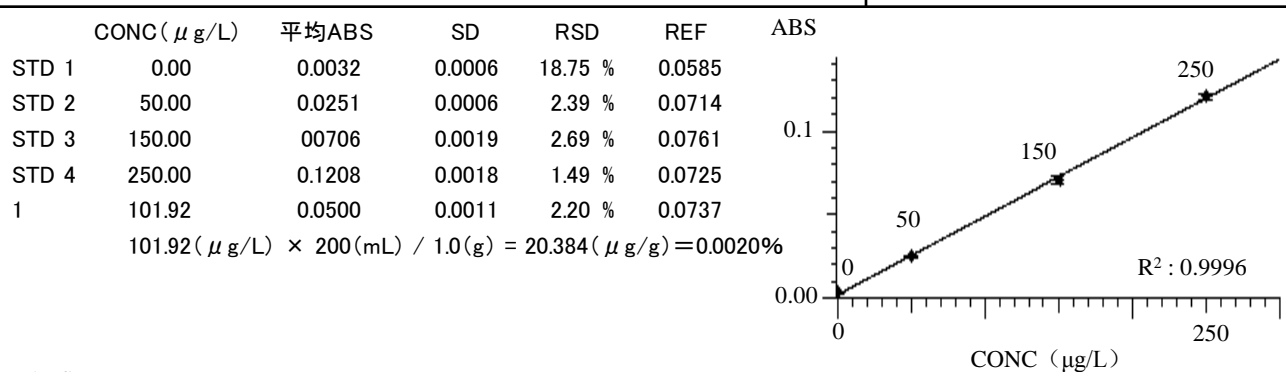 CONC(μg/L) 平均ABS SD RSD REF
STD 1 0.00 0.0032 0.0006 18.75 % 0.0585
STD 2 50.00 0.0251 0.0006 2.39 % 0.0714
STD 3 150.00 00706 0.0019 2.69 % 0.0761
STD 4 250.00 0.1208 0.0018 1.49 % 0.0725
1 101.92 0.0500 0.0011 2.20 % 0.0737
101.92(μg/L) × 200(mL) / 1.0(g) = 20.384(μg/g)=0.0020%
ABS
250
0.1
150
50
0
R² : 0.9996
0.00
0 250
CONC (μg/L)